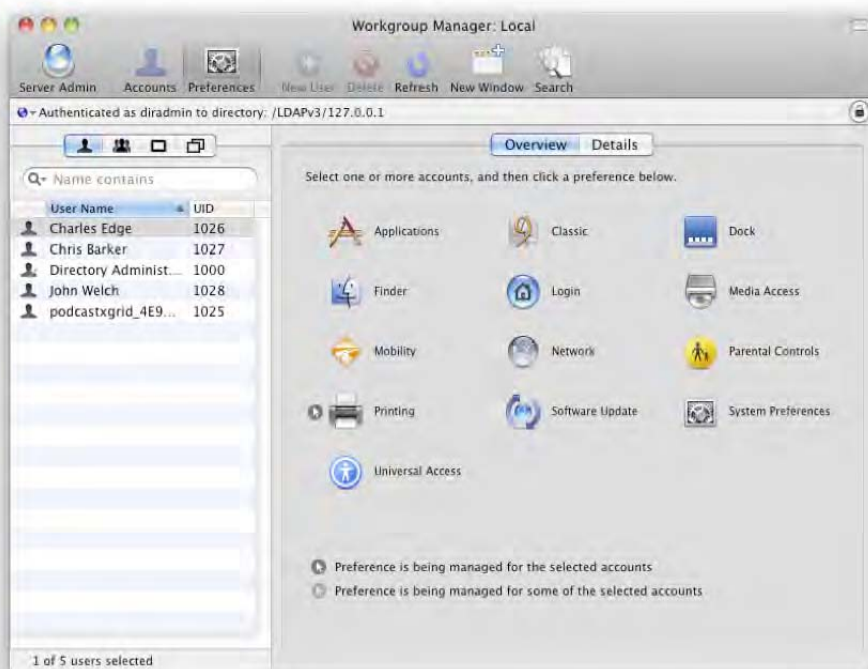 Workgroup Manager: Local
Server Admin Accounts Preferences New User Delete Refresh New Window Search
Authenticated as diradmin to directory: /LDAPv3/127.0.0.1
Overview Details
Name contains
Select one or more accounts, and then click a preference below.
User Name UID
Charles Edge 1026
Chris Barker 1027
Directory Administ... 1000
John Welch 1028
podcastxgrid_4E9... 1025
Applications Classic Dock
Finder Login Media Access
Mobility Network Parental Controls
Printing Software Update System Preferences
Universal Access
Preference is being managed for the selected accounts
Preference is being managed for some of the selected accounts
1 of 5 users selected